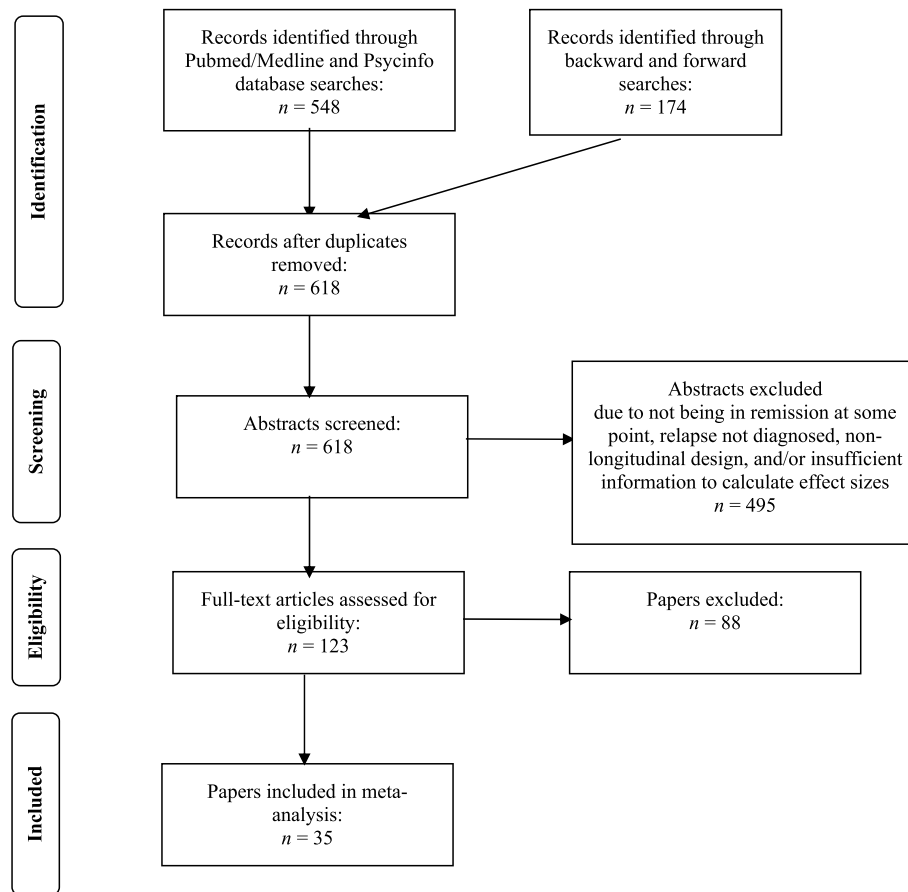 Identification
Records identified through
Pubmed/Medline and Psycinfo
database searches:
n = 548
Records identified through
backward and forward
searches:
n = 174
Records after duplicates
removed:
n = 618
Screening
Abstracts screened:
n = 618
Abstracts excluded
due to not being in remission at some
point, relapse not diagnosed, non-
longitudinal design, and/or insufficient
information to calculate effect sizes
n = 495
Eligibility
Full-text articles assessed for
eligibility:
n = 123
Papers excluded:
n = 88
Included
Papers included in meta-
analysis:
n = 35